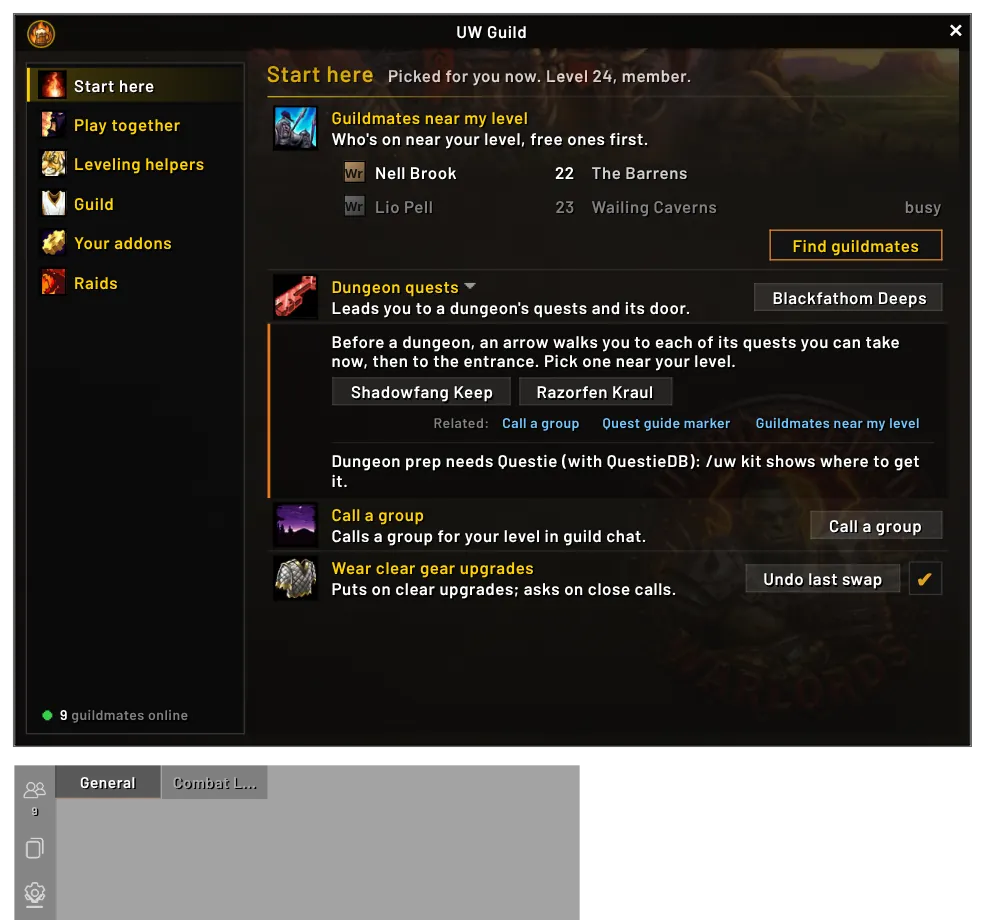 UW Guild
Start here
Play together
Leveling helpers
Guild
Your addons
Raids
9 guildmates online
Start here Picked for you now. Level 24, member.
Guildmates near my level
Who's on near your level, free ones first.
Wr Nell Brook 22 The Barrens
Wr Lio Pell 23 Wailing Caverns busy
Find guildmates
Dungeon quests
Leads you to a dungeon's quests and its door.
Blackfathom Deeps
Before a dungeon, an arrow walks you to each of its quests you can take
now, then to the entrance. Pick one near your level.
Shadowfang Keep Razorfen Kraul
Related: Call a group Quest guide marker Guildmates near my level
Dungeon prep needs Questie (with QuestieDB): /uw kit shows where to get
it.
Call a group
Calls a group for your level in guild chat.
Call a group
Wear clear gear upgrades
Puts on clear upgrades; asks on close calls.
Undo last swap
General Combat L...
9